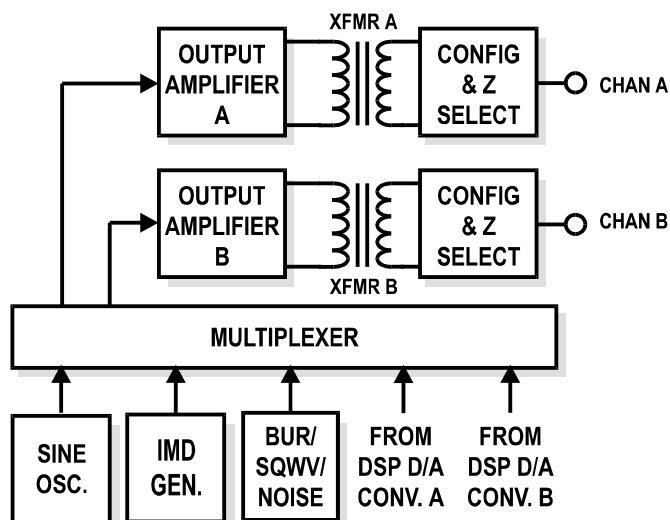 XFMR A
OUTPUT
AMPLIFIER
A
CONFIG
& Z
SELECT
CHAN A
OUTPUT
AMPLIFIER
B
CONFIG
& Z
SELECT
CHAN B
XFMR B
MULTIPLEXER
SINE
OSC.
IMD
GEN.
BUR/
SQWV/
NOISE
FROM
DSP D/A
CONV. A
FROM
DSP D/A
CONV. B